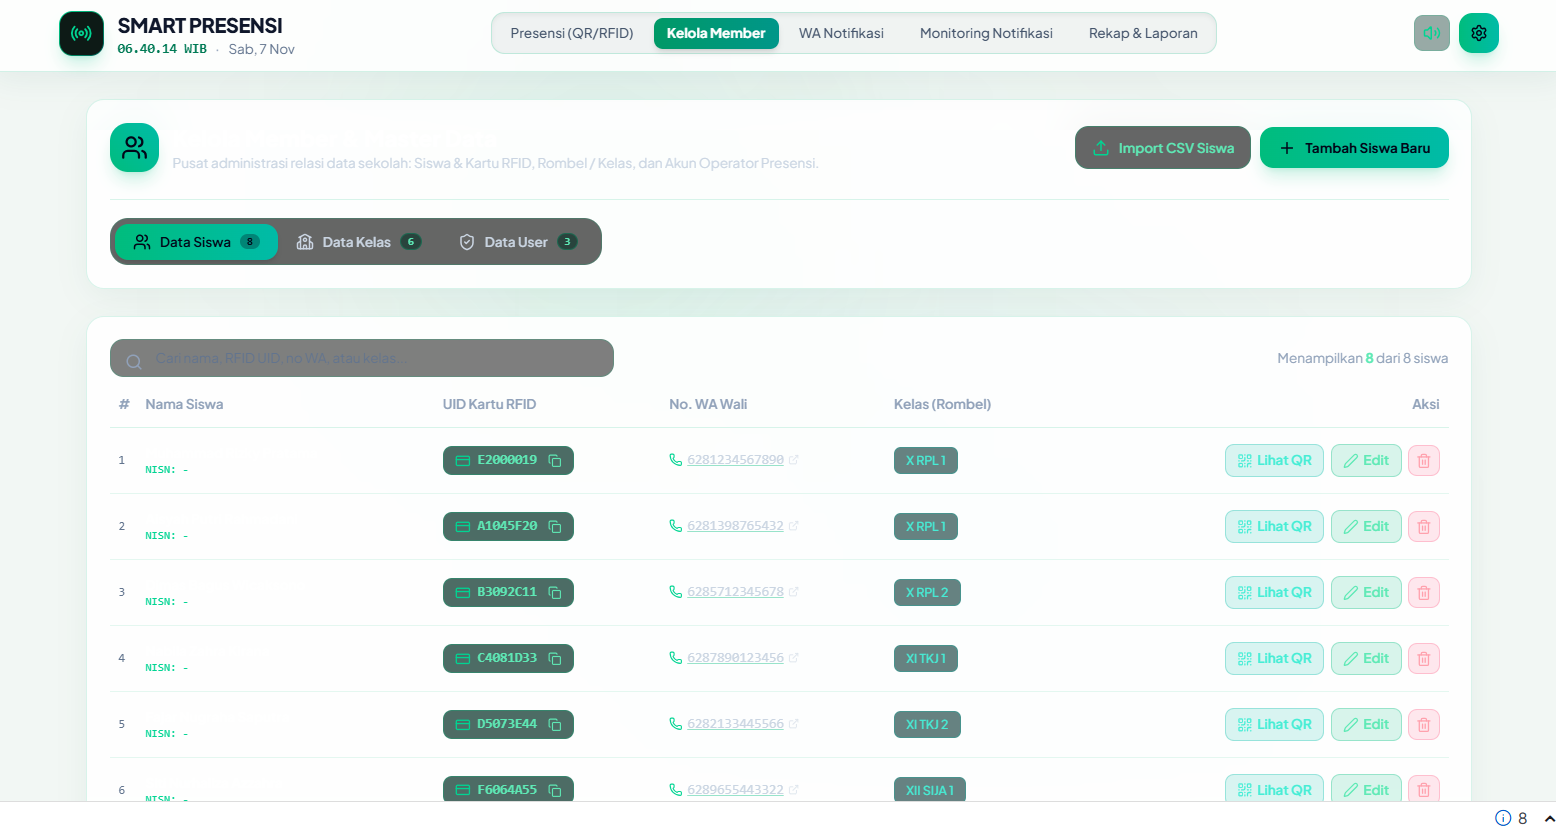 SMART PRESENSI
06.40.14 WIB · Sab, 7 Nov
Presensi (QR/RFID) Kelola Member WA Notifikasi Monitoring Notifikasi Rekap & Laporan
Pusat administrasi relasi data sekolah: Siswa & Kartu RFID, Rombel / Kelas, dan Akun Operator Presensi.
Import CSV Siswa
Tambah Siswa Baru
Data Siswa 8 Data Kelas 6 Data User 3
Cari nama, RFID UID, no WA, atau kelas...
Menampilkan 8 dari 8 siswa
# Nama Siswa UID Kartu RFID No. WA Wali Kelas (Rombel) Aksi
1 NISN: - E2000019 6281234567890 X RPL 1 Lihat QR Edit
2 NISN: - A1045F20 6281398765432 X RPL 1 Lihat QR Edit
3 NISN: - B3092C11 6285712345678 X RPL 2 Lihat QR Edit
4 NISN: - C4081D33 6287890123456 XI TKJ 1 Lihat QR Edit
5 NISN: - D5073E44 6282133445566 XI TKJ 2 Lihat QR Edit
6 NISN: - F6064A55 6289655443322 XII SIJA 1 Lihat QR Edit
8